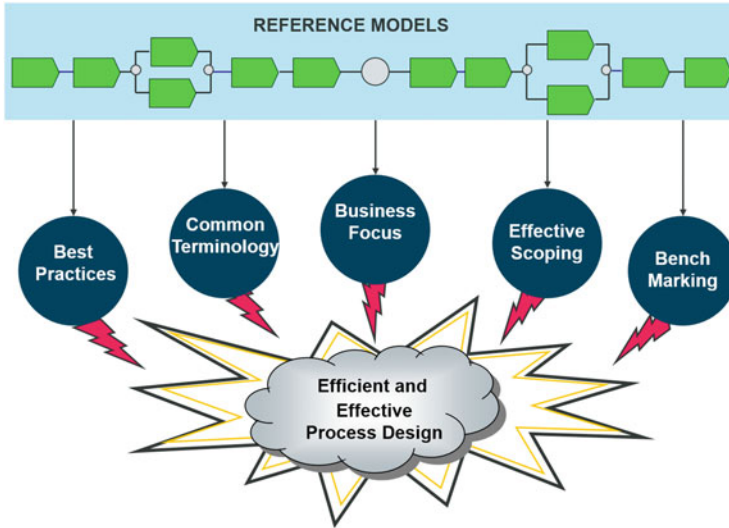 REFERENCE MODELS
Best
Practices
Common
Terminology
Business
Focus
Effective
Scoping
Bench
Marking
Efficient and
Effective
Process Design